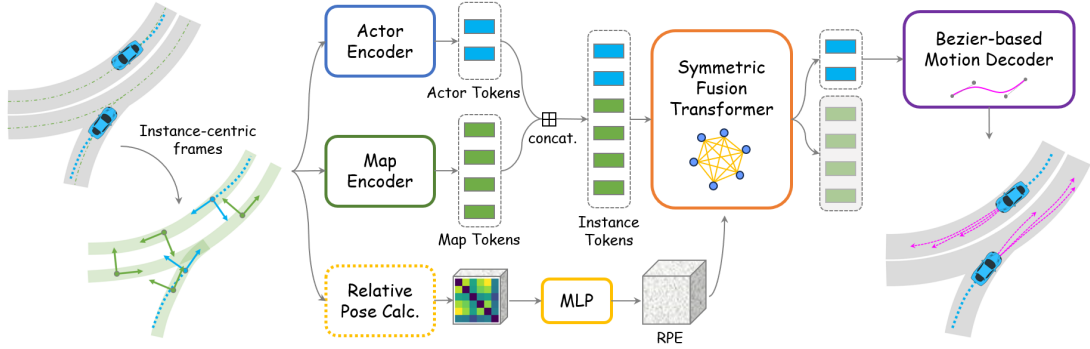 Instance-centric
frames
Actor
Encoder
Actor Tokens
Map
Encoder
Map Tokens
concat.
Instance
Tokens
Relative
Pose Calc.
MLP
RPE
Symmetric
Fusion
Transformer
Bezier-based
Motion Decoder